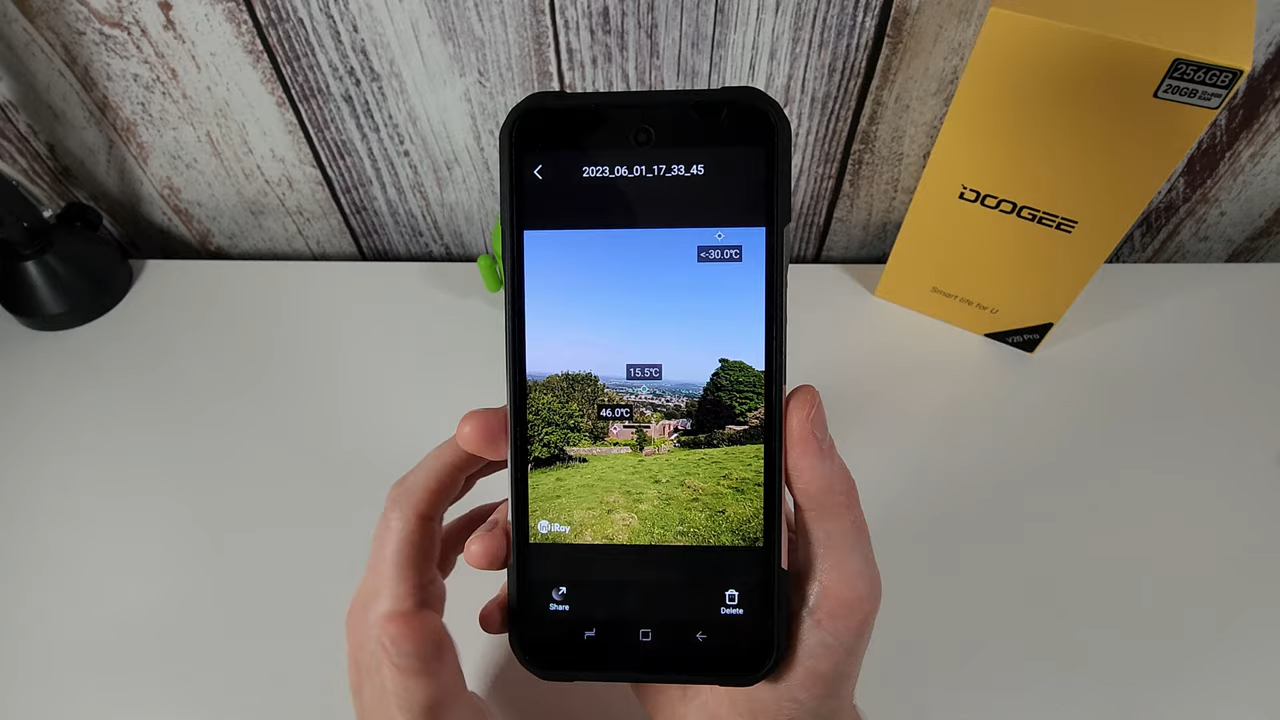 2023_06_01_17_33_45
<-30.0℃
15.5℃
46.0℃
iRay
Share
Delete
256GB
20GB
DOOGEE
Smart life for U
V20 Pro